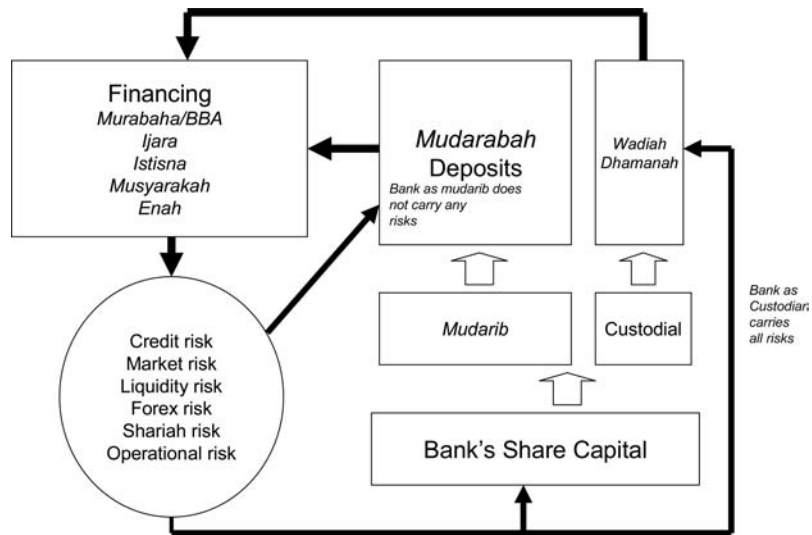 Financing
Murabaha/BBA
Ijara
Istisna
Musyarakah
Enah
Mudarabah
Deposits
Bank as mudarib does
not carry any
risks
Wadiah
Dhamanah
Mudarib
Custodial
Bank as
Custodian
carries
all risks
Credit risk
Market risk
Liquidity risk
Forex risk
Shariah risk
Operational risk
Bank's Share Capital